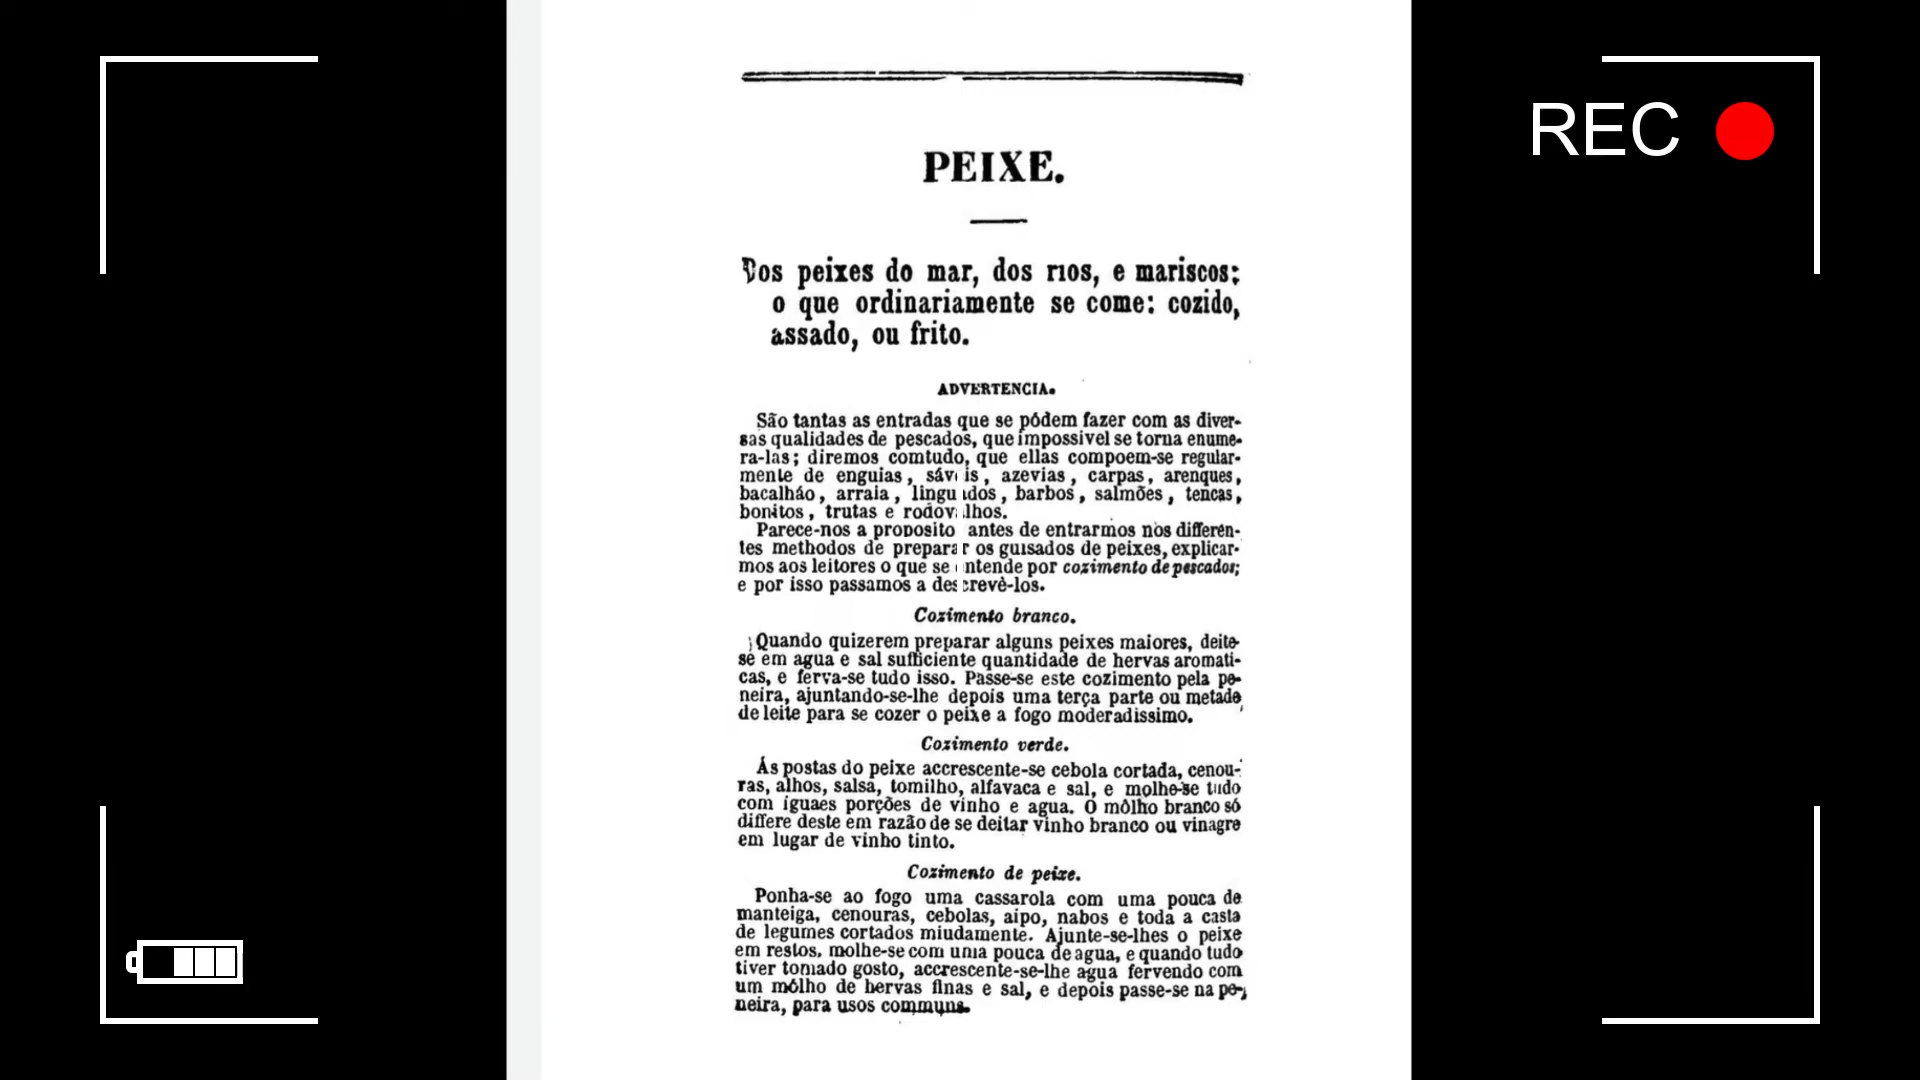 REC
PEIXE.
Dos peixes do mar, dos rios, e mariscos;
o que ordinariamente se come: cozido,
assado, ou frito.
ADVERTENCIA.
São tantas as entradas que se pódem fazer com as diver-
sas qualidades de pescados, que impossivel se torna enume-
ra-las; diremos comtudo, que ellas compoem-se regular-
mente de enguias, sáveis, azevias, carpas, arenques,
bacalháo, arraia, linguados, barbos, salmões, tencas,
bonitos, trutas e rodovalhos.
Parece-nos a proposito antes de entrarmos nos differen-
tes methodos de preparar os guisados de peixes, explicar-
mos aos leitores o que se entende por cozimento de pescados;
e por isso passamos a descrevê-los.
Cozimento branco.
Quando quizerem preparar alguns peixes maiores, deite-
se em agua e sal sufficiente quantidade de hervas aromati-
cas, e ferva-se tudo isso. Passe-se este cozimento pela pe-
neira, ajuntando-se-lhe depois uma terça parte ou metade
de leite para se cozer o peixe a fogo moderadissimo.
Cozimento verde.
Ás postas do peixe accrescente-se cebola cortada, cenou-
ras, alhos, salsa, tomilho, alfavaca e sal, e molhe-se tudo
com iguaes porções de vinho e agua. O môlho branco só
differe deste em razão de se deitar vinho branco ou vinagre
em lugar de vinho tinto.
Cozimento de peixe.
Ponha-se ao fogo uma cassarola com uma pouca de
manteiga, cenouras, cebolas, aipo, nabos e toda a casta
de legumes cortados miudamente. Ajunte-se-lhes o peixe
em restos, molhe-se com uma pouca de agua, e quando tudo
tiver tomado gosto, accrescente-se-lhe agua fervendo com
um môlho de hervas finas e sal, e depois passe-se na pe-
neira, para usos communs.